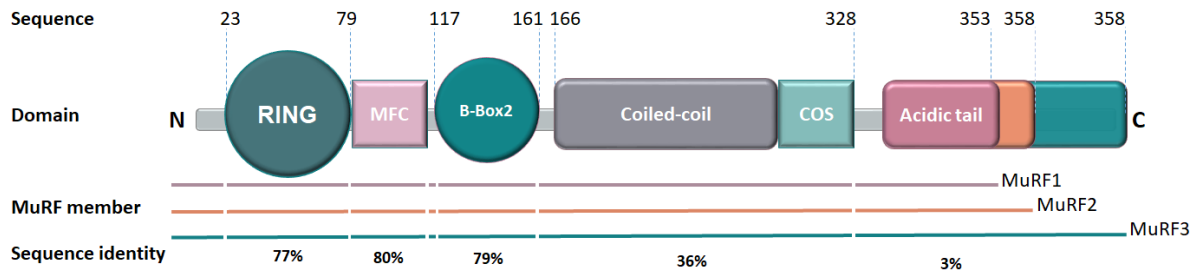 Sequence 23 79 117 161 166 328 353 358 358
Domain N RING MFC B-Box2 Coiled-coil COS Acidic tail C
MuRF1
MuRF member MuRF2
MuRF3
Sequence identity 77% 80% 79% 36% 3%